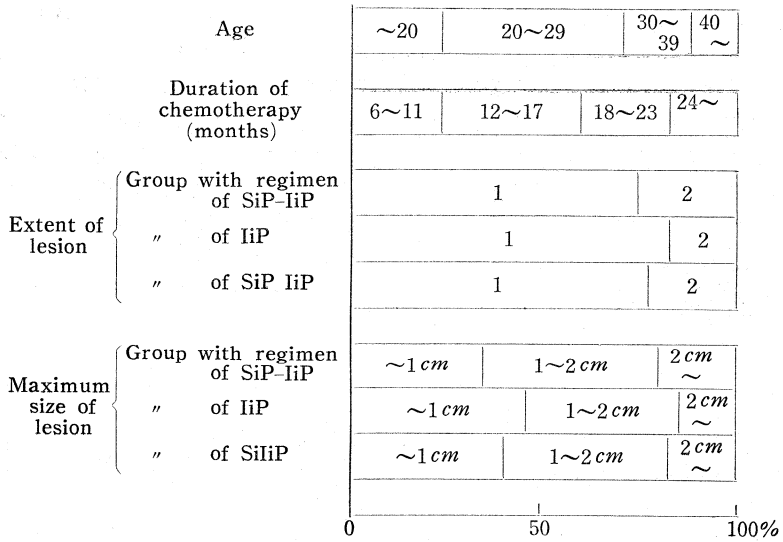 Age
~20 20~29 30~39 40~
Duration of
chemotherapy
(months)
6~11 12~17 18~23 24~
Extent of
lesion
Group with regimen
of SiP–IiP
1 2
〃 of IiP
1 2
〃 of SiP IiP
1 2
Maximum
size of
lesion
Group with regimen
of SiP–IiP
~1 cm 1~2 cm 2 cm~
〃 of IiP
~1 cm 1~2 cm 2 cm~
〃 of SiIiP
~1 cm 1~2 cm 2 cm~
0 50 100%